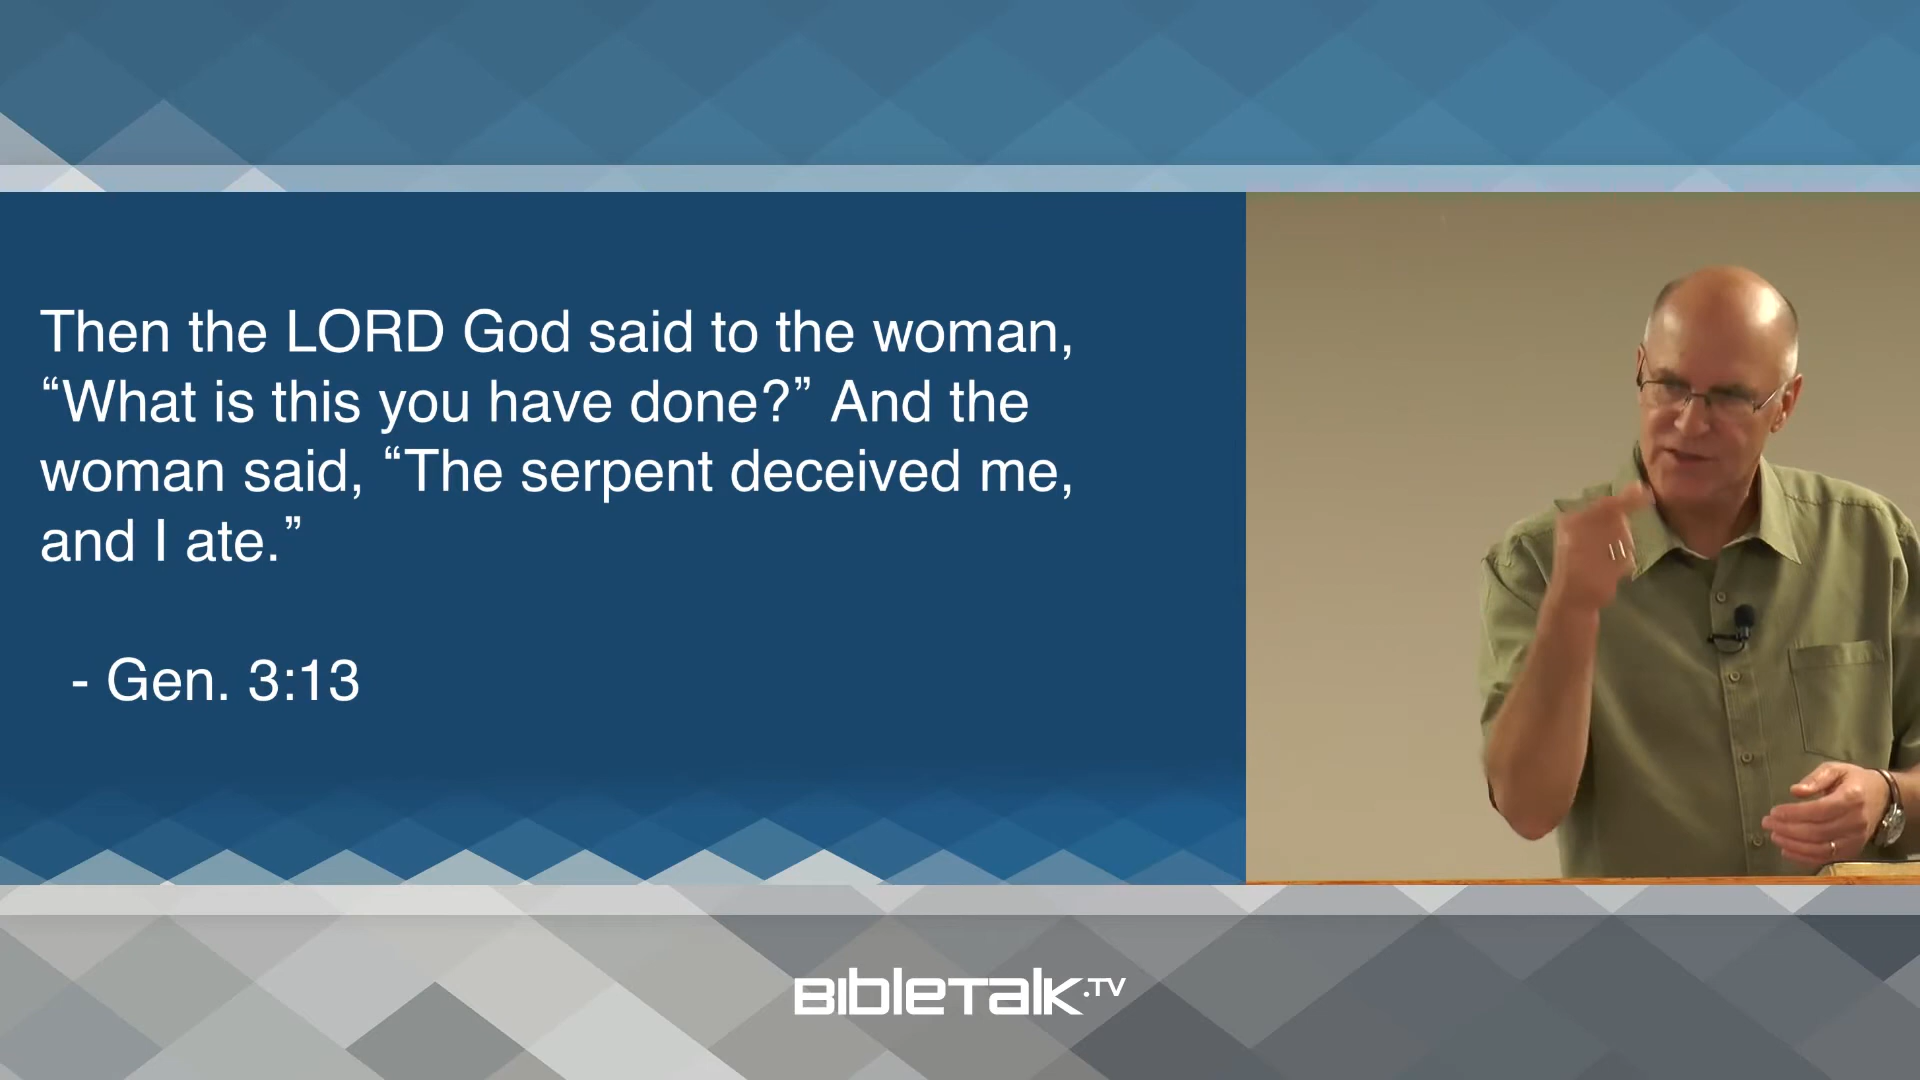 Then the LORD God said to the woman,
“What is this you have done?” And the
woman said, “The serpent deceived me,
and I ate.”
- Gen. 3:13
BibleTalk.TV